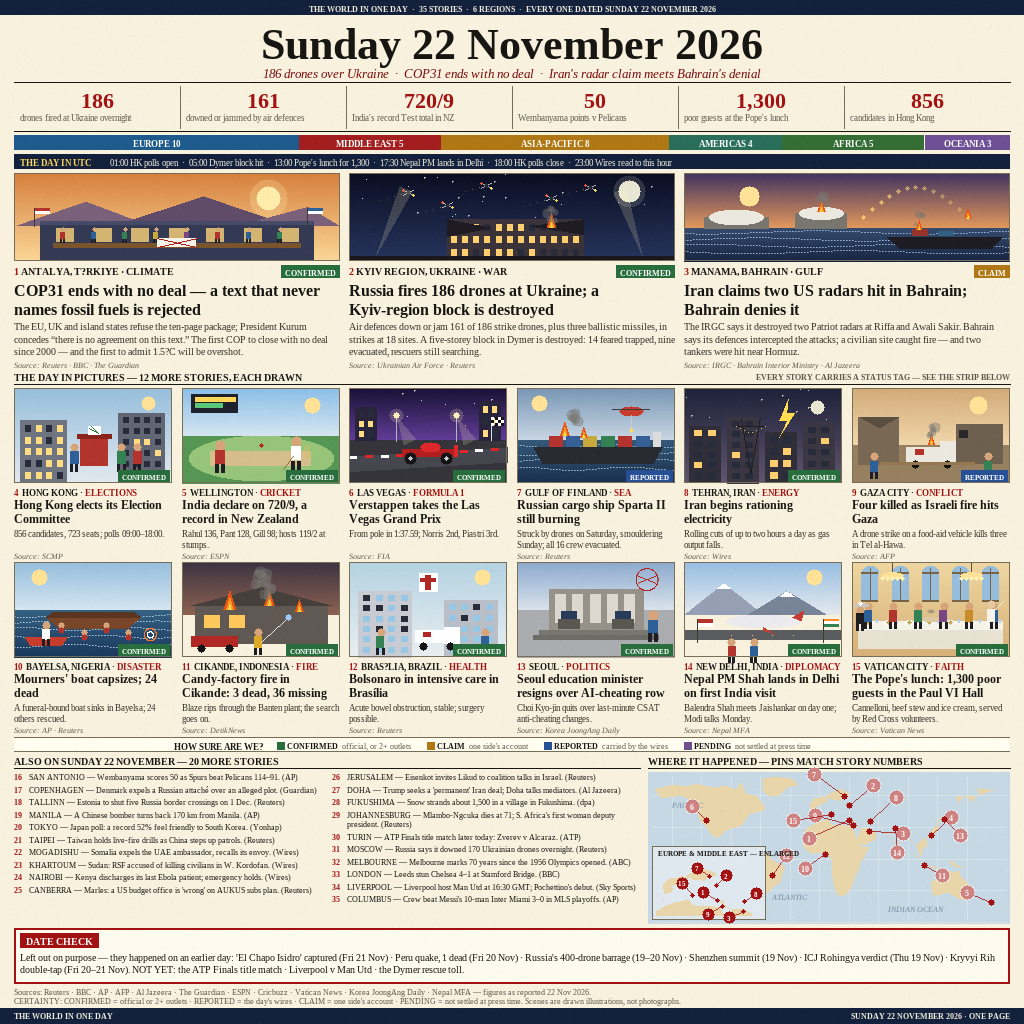 THE WORLD IN ONE DAY · 35 STORIES · 6 REGIONS · EVERY ONE DATED SUNDAY 22 NOVEMBER 2026
Sunday 22 November 2026
186 drones over Ukraine · COP31 ends with no deal · Iran's radar claim meets Bahrain's denial
186
drones fired at Ukraine overnight
161
downed or jammed by air defences
720/9
India's record Test total in NZ
50
Wembanyama points v Pelicans
1,300
poor guests at the Pope's lunch
856
candidates in Hong Kong
EUROPE 10
MIDDLE EAST 5
ASIA-PACIFIC 8
AMERICAS 4
AFRICA 5
OCEANIA 3
THE DAY IN UTC 01:00 HK polls open · 05:00 Dymer block hit · 13:00 Pope's lunch for 1,300 · 17:30 Nepal PM lands in Delhi · 18:00 HK polls close · 23:00 Wires read to this hour
1 ANTALYA, T?RKIYE · CLIMATE
CONFIRMED
COP31 ends with no deal — a text that never
names fossil fuels is rejected
The EU, UK and island states refuse the ten-page package; President Kurum
concedes “there is no agreement on this text.” The first COP to close with no deal
since 2000 — and the first to admit 1.5?C will be overshot.
Source: Reuters · BBC · The Guardian
2 KYIV REGION, UKRAINE · WAR
CONFIRMED
Russia fires 186 drones at Ukraine; a
Kyiv-region block is destroyed
Air defences down or jam 161 of 186 strike drones, plus three ballistic missiles, in
strikes at 18 sites. A five-storey block in Dymer is destroyed: 14 feared trapped, nine
evacuated, rescuers still searching.
Source: Ukrainian Air Force · Reuters
3 MANAMA, BAHRAIN · GULF
CLAIM
Iran claims two US radars hit in Bahrain;
Bahrain denies it
The IRGC says it destroyed two Patriot radars at Riffa and Awali Sakir. Bahrain
says its defences intercepted the attacks; a civilian site caught fire — and two
tankers were hit near Hormuz.
Source: IRGC · Bahrain Interior Ministry · Al Jazeera
THE DAY IN PICTURES — 12 MORE STORIES, EACH DRAWN
EVERY STORY CARRIES A STATUS TAG — SEE THE STRIP BELOW
CONFIRMED
4 HONG KONG · ELECTIONS
Hong Kong elects its Election
Committee
856 candidates, 723 seats; polls 09:00–18:00.
Source: SCMP
CONFIRMED
5 WELLINGTON · CRICKET
India declare on 720/9, a
record in New Zealand
Rahul 136, Pant 128, Gill 98; hosts 119/2 at
stumps.
Source: ESPN
CONFIRMED
6 LAS VEGAS · FORMULA 1
Verstappen takes the Las
Vegas Grand Prix
From pole in 1:37.59; Norris 2nd, Piastri 3rd.
Source: FIA
REPORTED
7 GULF OF FINLAND · SEA
Russian cargo ship Sparta II
still burning
Struck by drones on Saturday, smouldering
Sunday; all 16 crew evacuated.
Source: Reuters
CONFIRMED
8 TEHRAN, IRAN · ENERGY
Iran begins rationing
electricity
Rolling cuts of up to two hours a day as gas
output falls.
Source: Wires
REPORTED
9 GAZA CITY · CONFLICT
Four killed as Israeli fire hits
Gaza
A drone strike on a food-aid vehicle kills three
in Tel al-Hawa.
Source: AFP
CONFIRMED
10 BAYELSA, NIGERIA · DISASTER
Mourners' boat capsizes; 24
dead
A funeral-bound boat sinks in Bayelsa; 24
others rescued.
Source: AP · Reuters
CONFIRMED
11 CIKANDE, INDONESIA · FIRE
Candy-factory fire in
Cikande: 3 dead, 36 missing
Blaze rips through the Banten plant; the search
goes on.
Source: DetikNews
CONFIRMED
12 BRAS?LIA, BRAZIL · HEALTH
Bolsonaro in intensive care in
Brasília
Acute bowel obstruction, stable; surgery
possible.
Source: Reuters
CONFIRMED
13 SEOUL · POLITICS
Seoul education minister
resigns over AI-cheating row
Choi Kyo-jin quits over last-minute CSAT
anti-cheating changes.
Source: Korea JoongAng Daily
CONFIRMED
14 NEW DELHI, INDIA · DIPLOMACY
Nepal PM Shah lands in Delhi
on first India visit
Balendra Shah meets Jaishankar on day one;
Modi talks Monday.
Source: Nepal MFA
CONFIRMED
15 VATICAN CITY · FAITH
The Pope's lunch: 1,300 poor
guests in the Paul VI Hall
Cannelloni, beef stew and ice cream, served
by Red Cross volunteers.
Source: Vatican News
HOW SURE ARE WE? CONFIRMED official, or 2+ outlets CLAIM one side's account REPORTED carried by the wires PENDING not settled at press time
ALSO ON SUNDAY 22 NOVEMBER — 20 MORE STORIES
16 SAN ANTONIO — Wembanyama scores 50 as Spurs beat Pelicans 114–91. (AP)
17 COPENHAGEN — Denmark expels a Russian attaché over an alleged plot. (Guardian)
18 TALLINN — Estonia to shut five Russia border crossings on 1 Dec. (Reuters)
19 MANILA — A Chinese bomber turns back 170 km from Manila. (AP)
20 TOKYO — Japan poll: a record 52% feel friendly to South Korea. (Yonhap)
21 TAIPEI — Taiwan holds live-fire drills as China steps up patrols. (Reuters)
22 MOGADISHU — Somalia expels the UAE ambassador, recalls its envoy. (Wires)
23 KHARTOUM — Sudan: RSF accused of killing civilians in W. Kordofan. (Wires)
24 NAIROBI — Kenya discharges its last Ebola patient; emergency holds. (Wires)
25 CANBERRA — Marles: a US budget office is 'wrong' on AUKUS subs plan. (Reuters)
26 JERUSALEM — Eisenkot invites Likud to coalition talks in Israel. (Reuters)
27 DOHA — Trump seeks a 'permanent' Iran deal; Doha talks mediators. (Al Jazeera)
28 FUKUSHIMA — Snow strands about 1,500 in a village in Fukushima. (dpa)
29 JOHANNESBURG — Mlambo-Ngcuka dies at 71; S. Africa's first woman deputy
president. (Reuters)
30 TURIN — ATP Finals title match later today: Zverev v Alcaraz. (ATP)
31 MOSCOW — Russia says it downed 170 Ukrainian drones overnight. (Reuters)
32 MELBOURNE — Melbourne marks 70 years since the 1956 Olympics opened. (ABC)
33 LONDON — Leeds stun Chelsea 4–1 at Stamford Bridge. (BBC)
34 LIVERPOOL — Liverpool host Man Utd at 16:30 GMT; Pochettino's debut. (Sky Sports)
35 COLUMBUS — Crew beat Messi's 10-man Inter Miami 3–0 in MLS playoffs. (AP)
WHERE IT HAPPENED — PINS MATCH STORY NUMBERS
7
2
8
6
15
4
13
1
3
14
10
11
5
ATLANTIC
INDIAN OCEAN
EUROPE & MIDDLE EAST — ENLARGED
7
2
15
1
8
9
3
DATE CHECK
Left out on purpose — they happened on an earlier day: 'El Chapo Isidro' captured (Fri 21 Nov) · Peru quake, 1 dead (Fri 20 Nov) · Russia's 400-drone barrage (19–20 Nov) · Shenzhen summit (19 Nov) · ICJ Rohingya verdict (Thu 19 Nov) · Kryvyi Rih
double-tap (Fri 20–21 Nov). NOT YET: the ATP Finals title match · Liverpool v Man Utd · the Dymer rescue toll.
Sources: Reuters · BBC · AP · AFP · Al Jazeera · The Guardian · ESPN · Cricbuzz · Vatican News · Korea JoongAng Daily · Nepal MFA — figures as reported 22 Nov 2026.
CERTAINTY: CONFIRMED = official or 2+ outlets · REPORTED = the day's wires · CLAIM = one side's account · PENDING = not settled at press time. Scenes are drawn illustrations, not photographs.
THE WORLD IN ONE DAY
SUNDAY 22 NOVEMBER 2026 · ONE PAGE